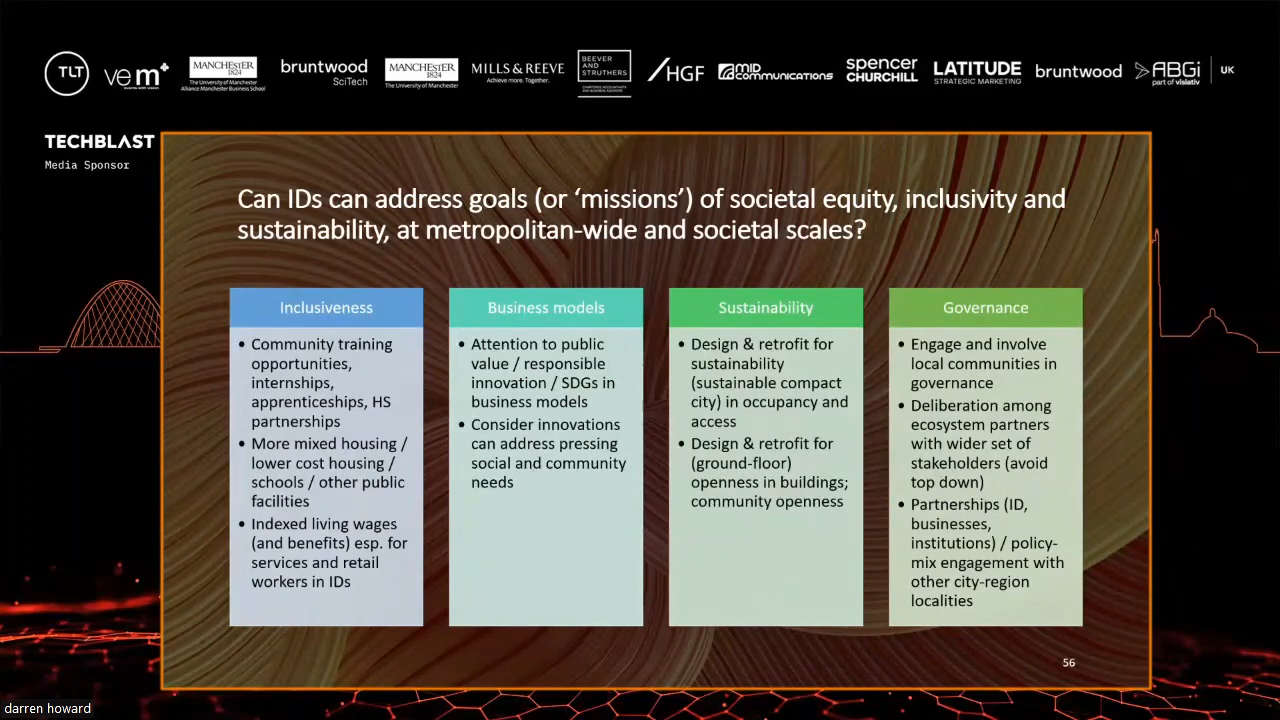 TLT
vem+
MANCHESTER
1824
The University of Manchester
Alliance Manchester Business School
bruntwood
SciTech
MANCHESTER
1824
The University of Manchester
MILLS & REEVE
Achieve more. Together.
BEEVER
AND
STRUTHERS
CHARTERED ACCOUNTANTS
AND BUSINESS ADVISORS
HGF
MID
COMMUNICATIONS
SPENCER
CHURCHILL
LATITUDE
STRATEGIC MARKETING
bruntwood
ABGi
part of visiativ
UK
TECHBLAST
Media Sponsor
Can IDs can address goals (or ‘missions’) of societal equity, inclusivity and
sustainability, at metropolitan-wide and societal scales?
Inclusiveness
• Community training
opportunities,
internships,
apprenticeships, HS
partnerships
• More mixed housing /
lower cost housing /
schools / other public
facilities
• Indexed living wages
(and benefits) esp. for
services and retail
workers in IDs
Business models
• Attention to public
value / responsible
innovation / SDGs in
business models
• Consider innovations
can address pressing
social and community
needs
Sustainability
• Design & retrofit for
sustainability
(sustainable compact
city) in occupancy and
access
• Design & retrofit for
(ground-floor)
openness in buildings;
community openness
Governance
• Engage and involve
local communities in
governance
• Deliberation among
ecosystem partners
with wider set of
stakeholders (avoid
top down)
• Partnerships (ID,
businesses,
institutions) / policy-
mix engagement with
other city-region
localities
56
darren howard